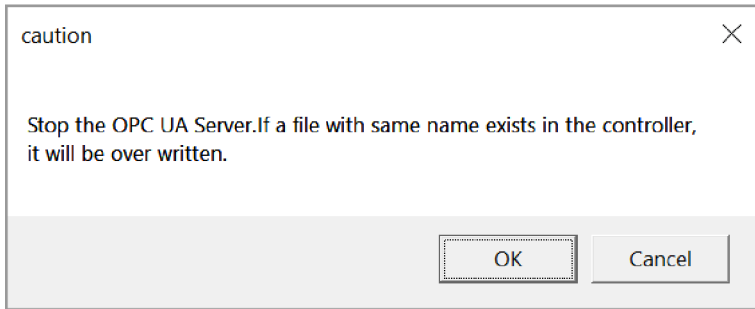 caution
Stop the OPC UA Server.If a file with same name exists in the controller,
it will be over written.
OK
Cancel